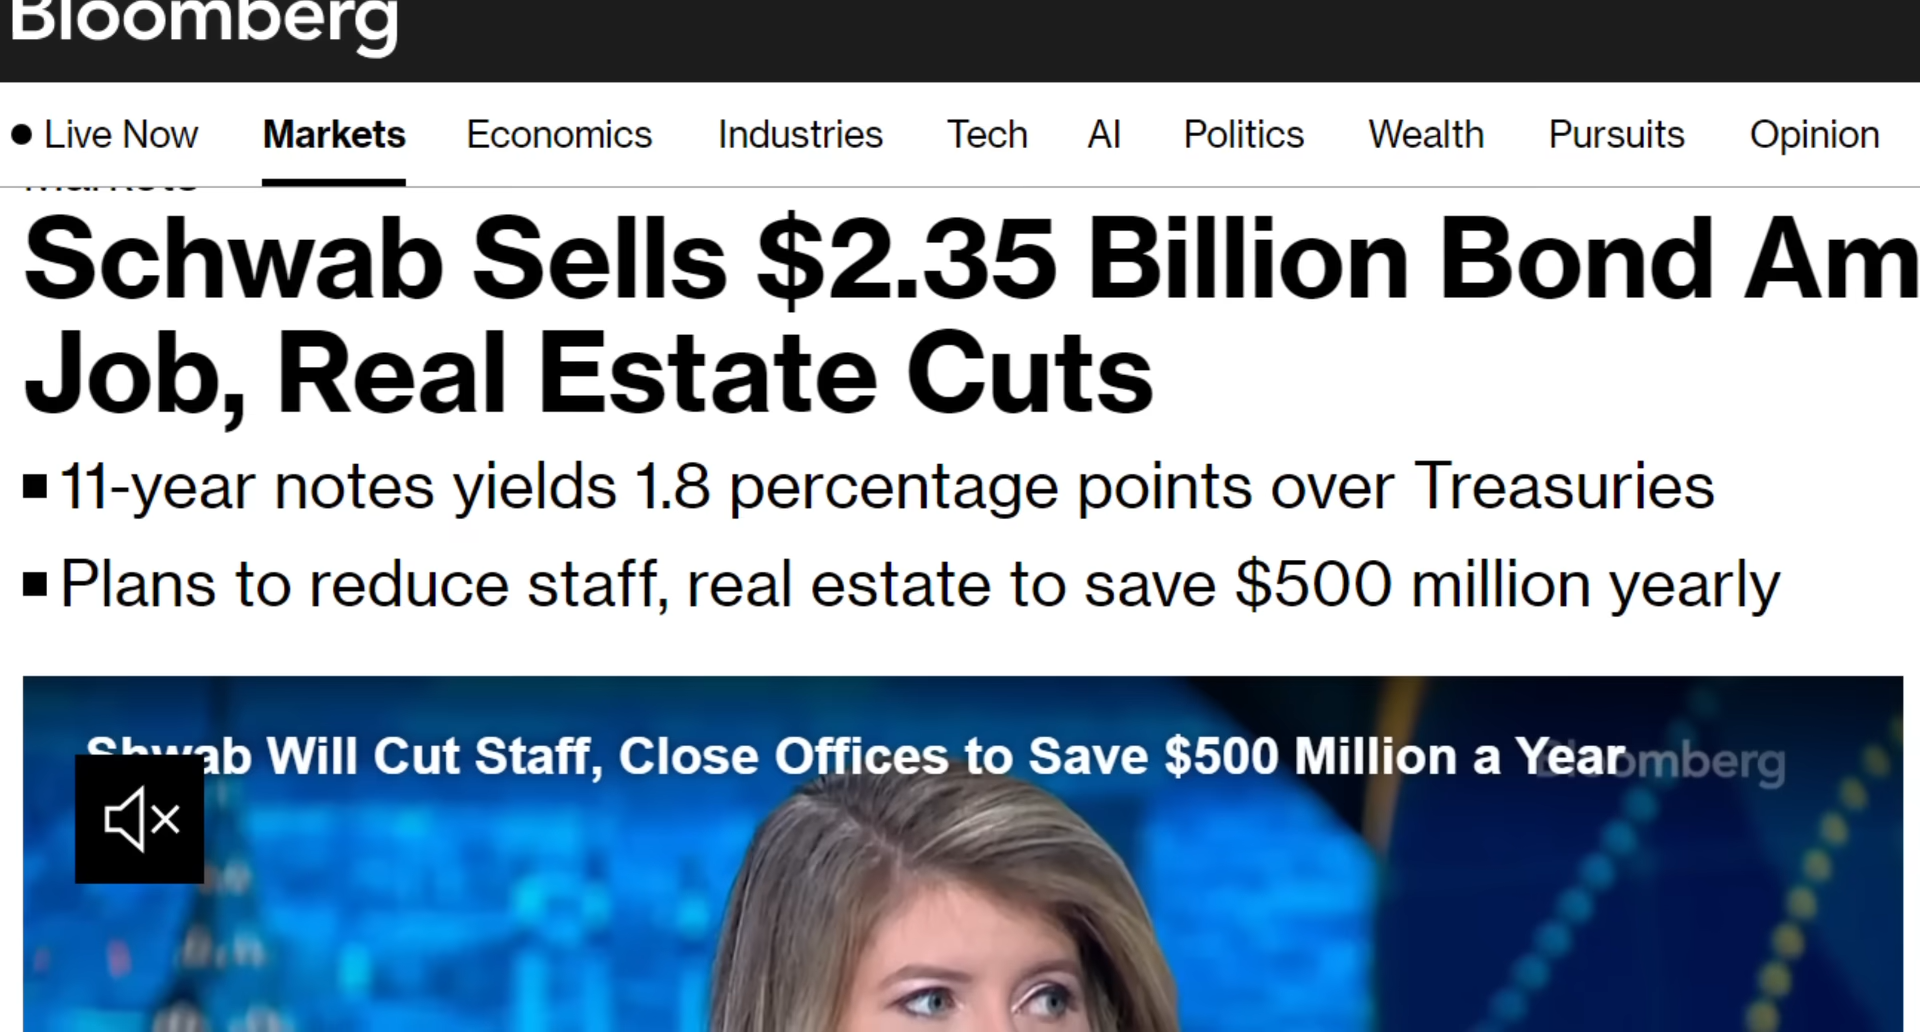 Bloomberg
Live Now Markets Economics Industries Tech AI Politics Wealth Pursuits Opinion
Markets
Schwab Sells $2.35 Billion Bond Am
Job, Real Estate Cuts
11-year notes yields 1.8 percentage points over Treasuries
Plans to reduce staff, real estate to save $500 million yearly
Shwab Will Cut Staff, Close Offices to Save $500 Million a Year
Bloomberg